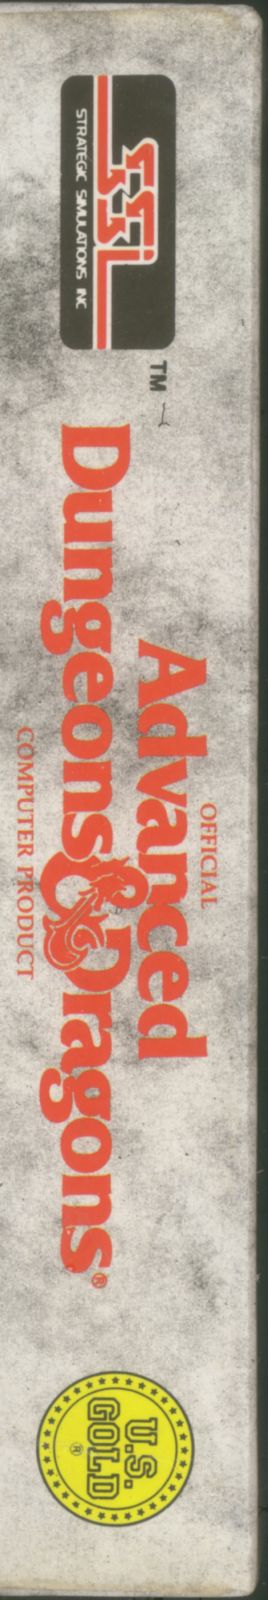 SSI
STRATEGIC SIMULATIONS INC
TM
OFFICIAL
Advanced
Dungeons & Dragons®
COMPUTER PRODUCT
U.S.
GOLD
®